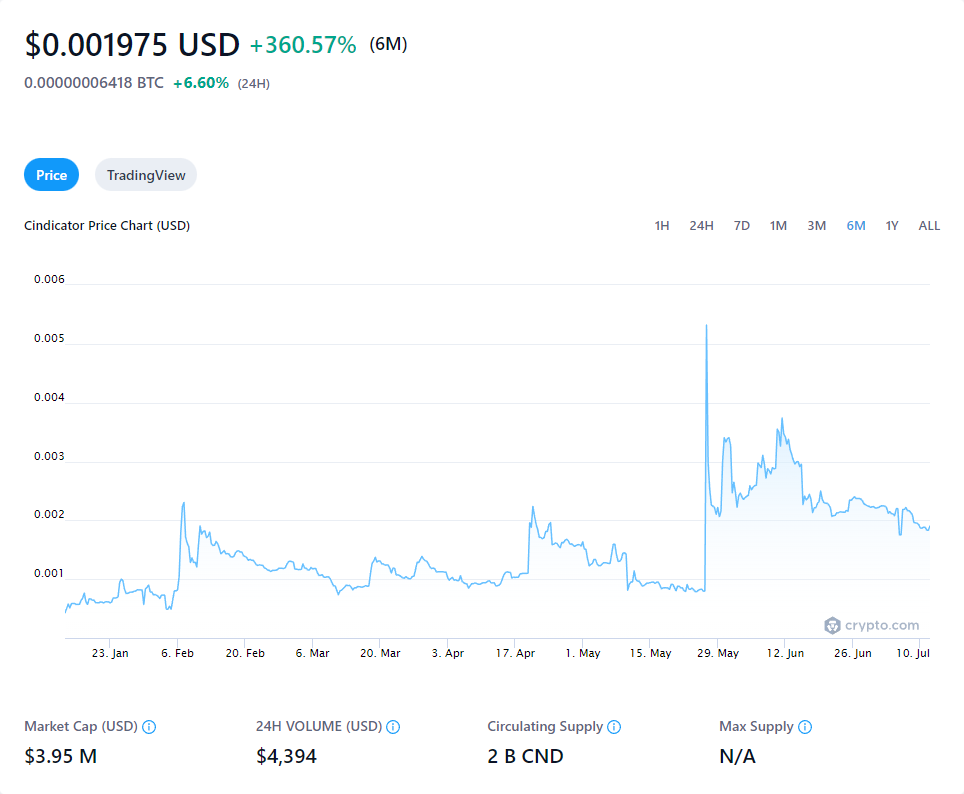 $0.001975 USD +360.57% (6M)
0.00000006418 BTC +6.60% (24H)
Price TradingView
Cindicator Price Chart (USD) 1H 24H 7D 1M 3M 6M 1Y ALL
0.006
0.005
0.004
0.003
0.002
0.001
crypto.com
23. Jan 6. Feb 20. Feb 6. Mar 20. Mar 3. Apr 17. Apr 1. May 15. May 29. May 12. Jun 26. Jun 10. Jul
Market Cap (USD) 24H VOLUME (USD) Circulating Supply Max Supply
$3.95 M $4,394 2 B CND N/A